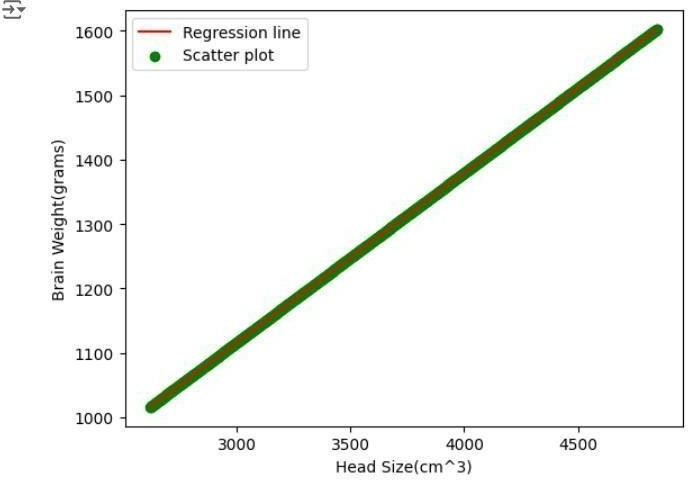 Regression line
Scatter plot
1600
1500
1400
1300
1200
1100
1000
Brain Weight(grams)
3000 3500 4000 4500
Head Size(cm^3)